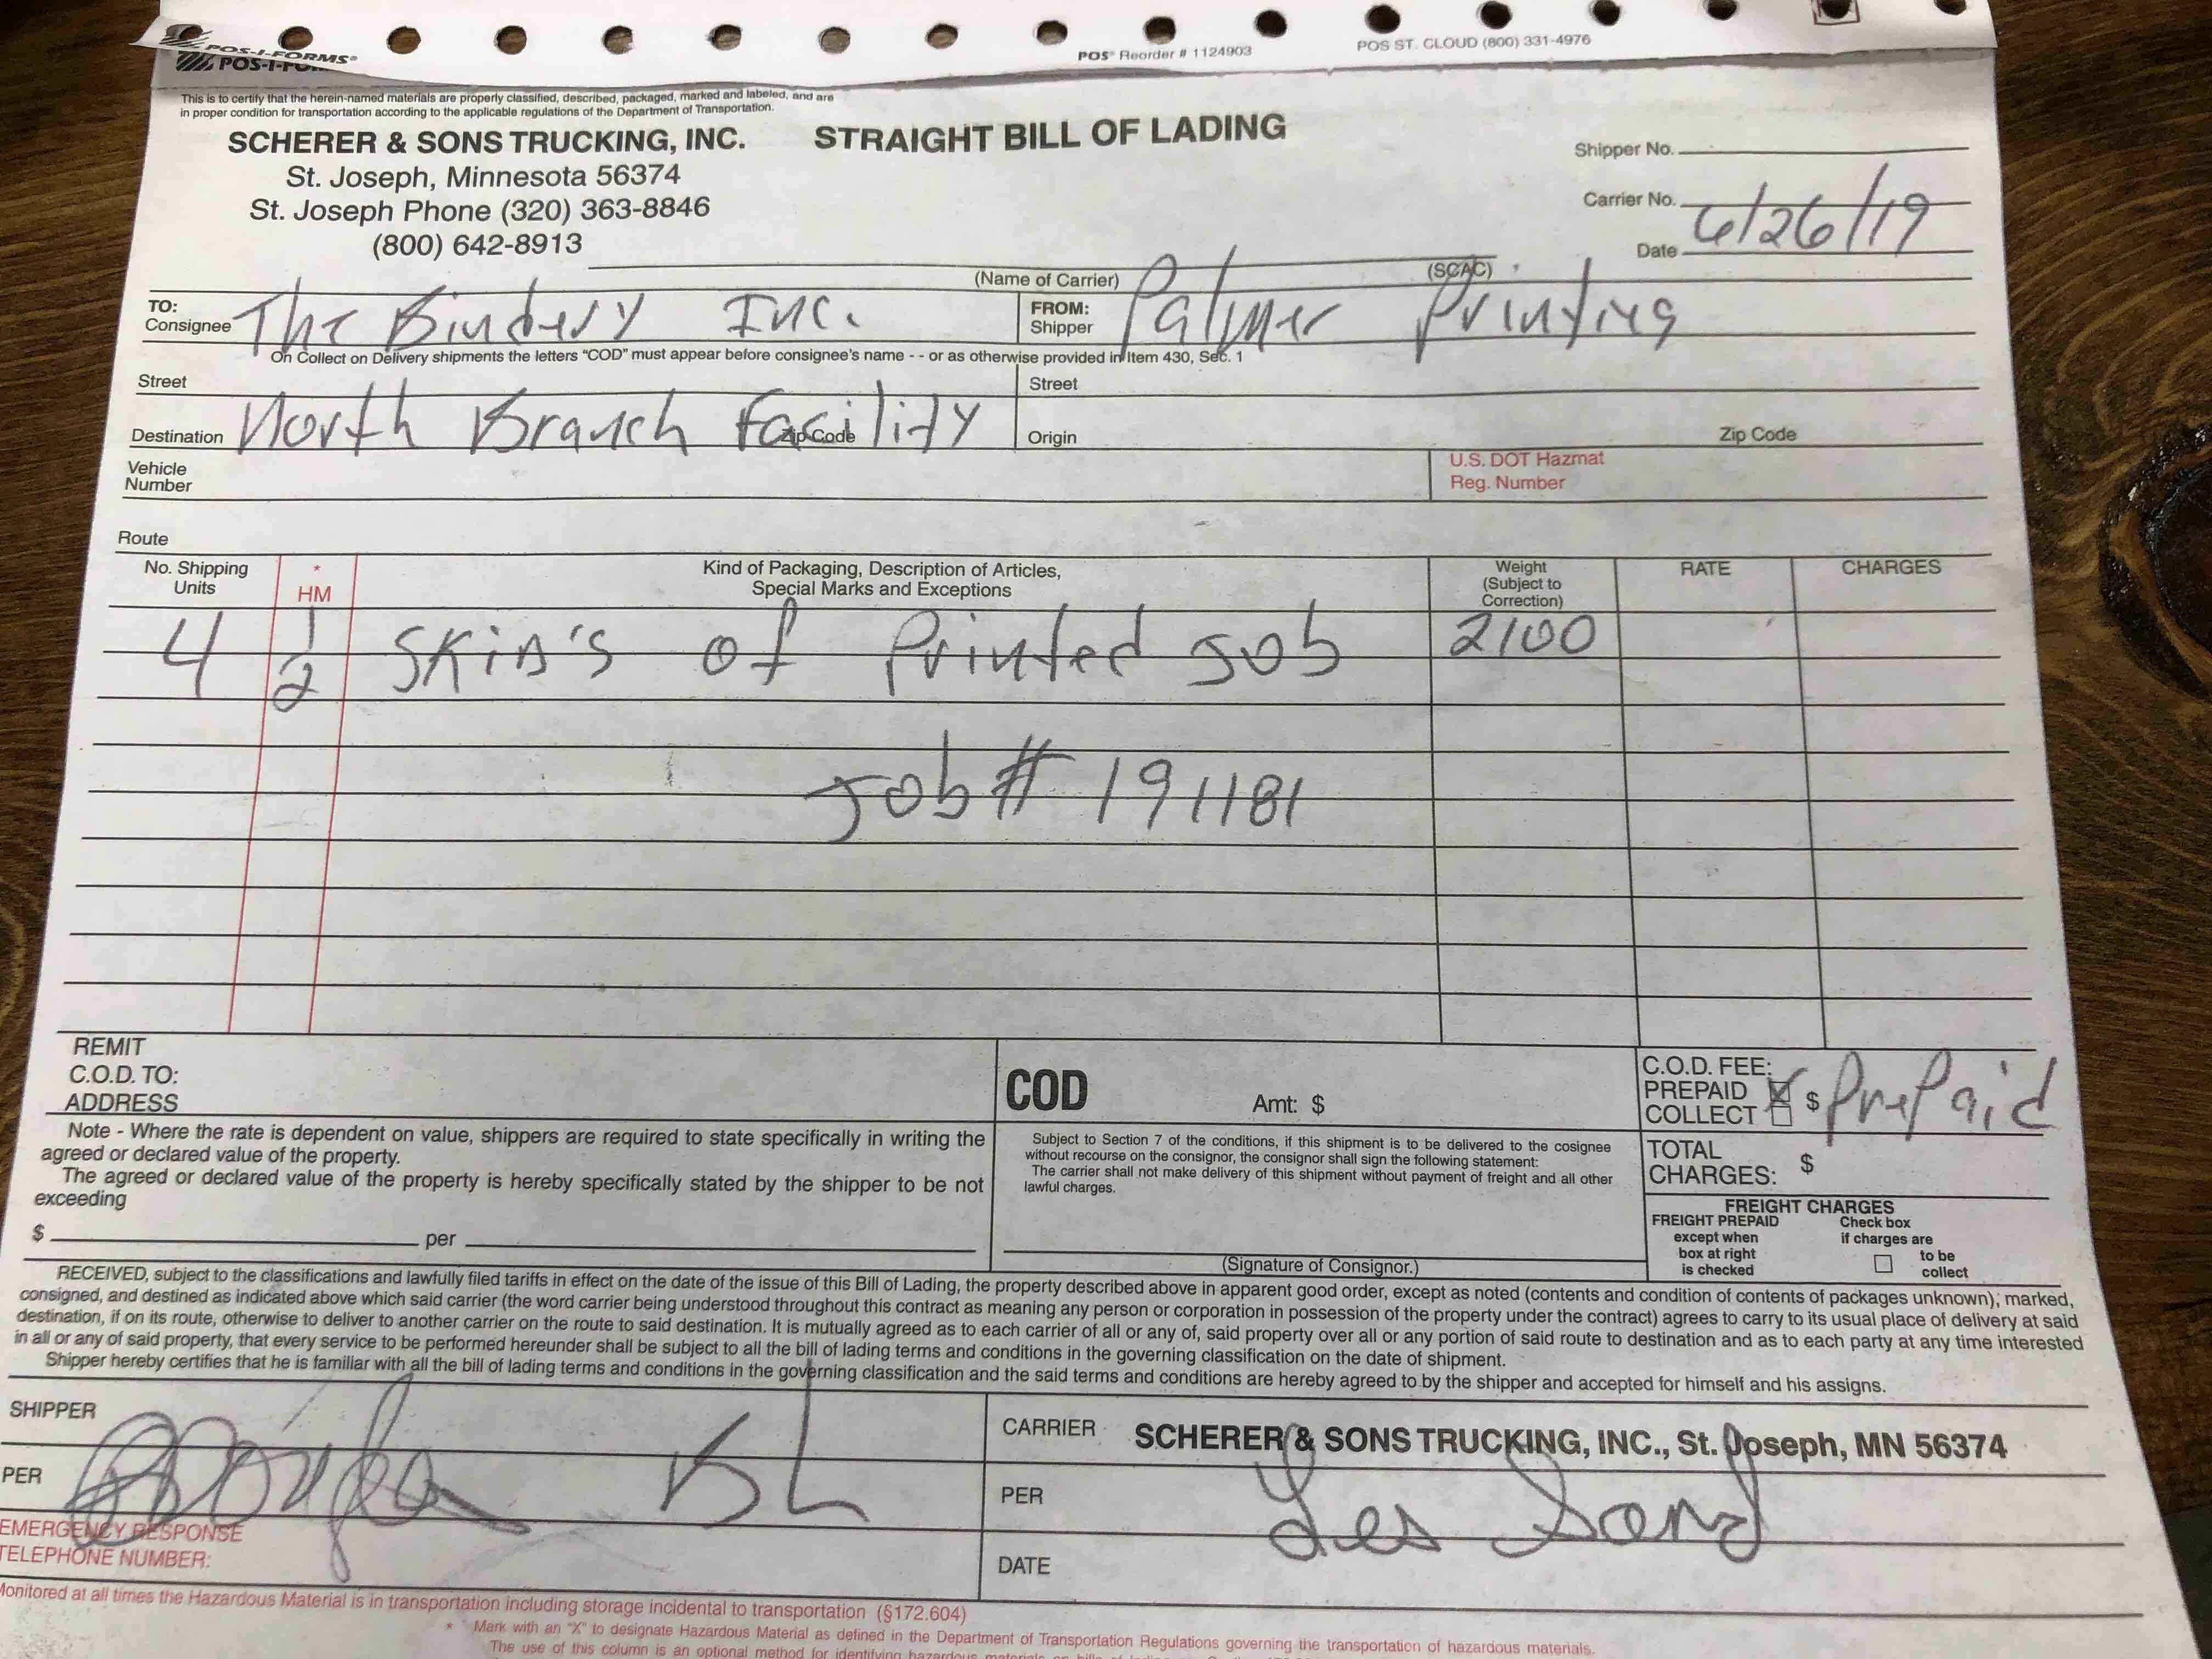 POS-I-FORMS®
POS-I-FO
POS® Reorder # 1124903
POS ST. CLOUD (800) 331-4976
This is to certify that the herein-named materials are properly classified, described, packaged, marked and labeled, and are
in proper condition for transportation according to the applicable regulations of the Department of Transportation.
SCHERER & SONS TRUCKING, INC.
STRAIGHT BILL OF LADING
St. Joseph, Minnesota 56374
St. Joseph Phone (320) 363-8846
(800) 642-8913
Shipper No.
Carrier No.
Date 6/26/19
(Name of Carrier)
(SCAC)
TO:
Consignee The Bindery Inc.
FROM:
Shipper Palmer Printing
On Collect on Delivery shipments the letters “COD” must appear before consignee's name - - or as otherwise provided in Item 430, Sec. 1
Street
Street
Destination North Branch Facility Zip Code
Origin
Zip Code
Vehicle
Number
U.S. DOT Hazmat
Reg. Number
Route
No. Shipping
Units
*
HM
Kind of Packaging, Description of Articles,
Special Marks and Exceptions
Weight
(Subject to
Correction)
RATE
CHARGES
4 1/2 Skid's of Printed Job 2100
Job # 191181
REMIT
C.O.D. TO:
ADDRESS
COD
Amt: $
C.O.D. FEE:
PREPAID $ PrePaid
COLLECT
Note - Where the rate is dependent on value, shippers are required to state specifically in writing the
agreed or declared value of the property.
The agreed or declared value of the property is hereby specifically stated by the shipper to be not
exceeding
$ per
Subject to Section 7 of the conditions, if this shipment is to be delivered to the cosignee
without recourse on the consignor, the consignor shall sign the following statement:
The carrier shall not make delivery of this shipment without payment of freight and all other
lawful charges.
(Signature of Consignor.)
TOTAL
CHARGES: $
FREIGHT CHARGES
FREIGHT PREPAID
except when
box at right
is checked
Check box
if charges are
to be
collect
RECEIVED, subject to the classifications and lawfully filed tariffs in effect on the date of the issue of this Bill of Lading, the property described above in apparent good order, except as noted (contents and condition of contents of packages unknown), marked,
consigned, and destined as indicated above which said carrier (the word carrier being understood throughout this contract as meaning any person or corporation in possession of the property under the contract) agrees to carry to its usual place of delivery at said
destination, if on its route, otherwise to deliver to another carrier on the route to said destination. It is mutually agreed as to each carrier of all or any of, said property over all or any portion of said route to destination and as to each party at any time interested
in all or any of said property, that every service to be performed hereunder shall be subject to all the bill of lading terms and conditions in the governing classification on the date of shipment.
Shipper hereby certifies that he is familiar with all the bill of lading terms and conditions in the governing classification and the said terms and conditions are hereby agreed to by the shipper and accepted for himself and his assigns.
SHIPPER
PER
CARRIER SCHERER & SONS TRUCKING, INC., St. Joseph, MN 56374
PER Les Sand
DATE
EMERGENCY RESPONSE
TELEPHONE NUMBER:
Monitored at all times the Hazardous Material is in transportation including storage incidental to transportation (§172.604)
* Mark with an "X" to designate Hazardous Material as defined in the Department of Transportation Regulations governing the transportation of hazardous materials.
The use of this column is an optional method for identifying hazardous materials on bills of